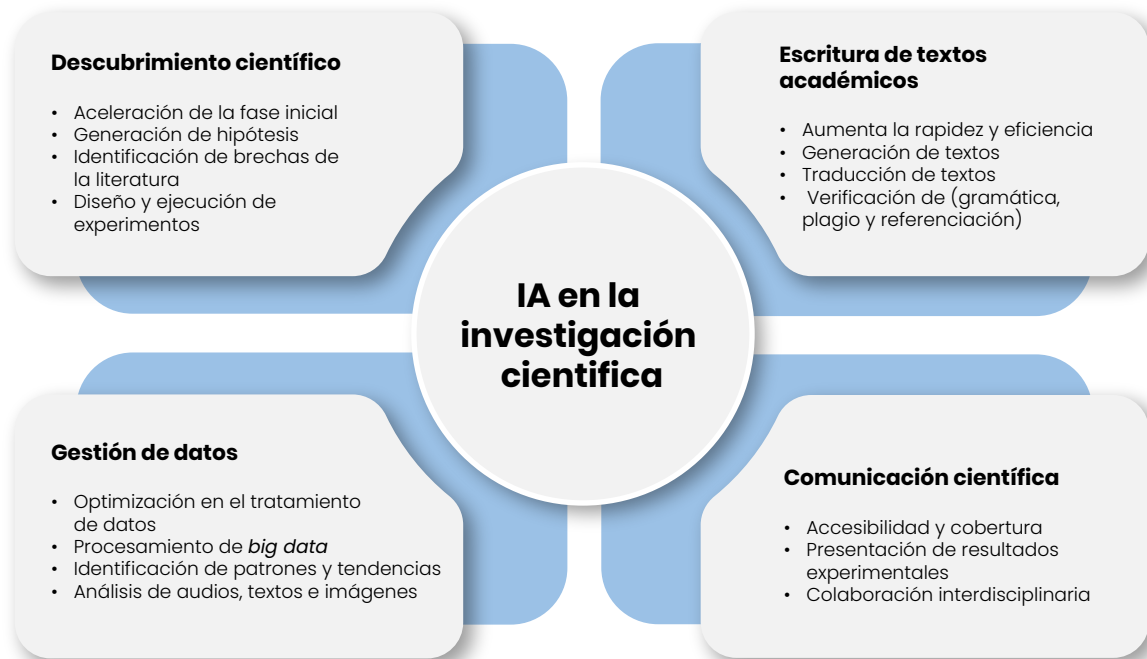 Descubrimiento científico
• Aceleración de la fase inicial
• Generación de hipótesis
• Identificación de brechas de
la literatura
• Diseño y ejecución de
experimentos
Escritura de textos
académicos
• Aumenta la rapidez y eficiencia
• Generación de textos
• Traducción de textos
• Verificación de (gramática,
plagio y referenciación)
IA en la
investigación
cientifica
Gestión de datos
• Optimización en el tratamiento
de datos
• Procesamiento de big data
• Identificación de patrones y tendencias
• Análisis de audios, textos e imágenes
Comunicación científica
• Accesibilidad y cobertura
• Presentación de resultados
experimentales
• Colaboración interdisciplinaria